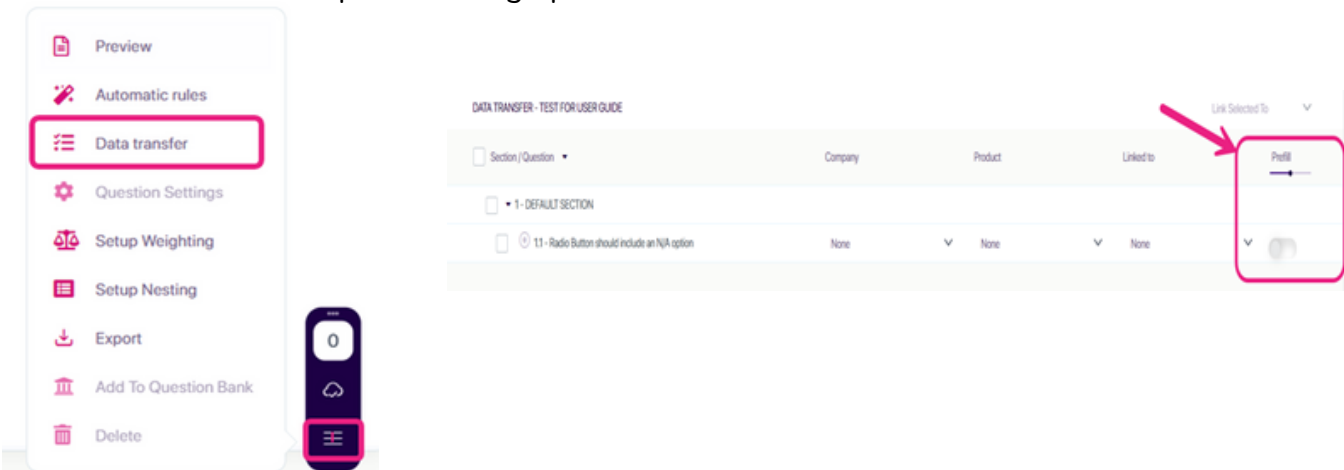 Preview
Automatic rules
Data transfer
Question Settings
Setup Weighting
Setup Nesting
Export
Add To Question Bank
Delete
0
DATA TRANSFER - TEST FOR USER GUIDE
Link Selected To
Section / Question Company Product Linked to Prefill
1 - DEFAULT SECTION
1.1 - Radio Button should include an N/A option None None None